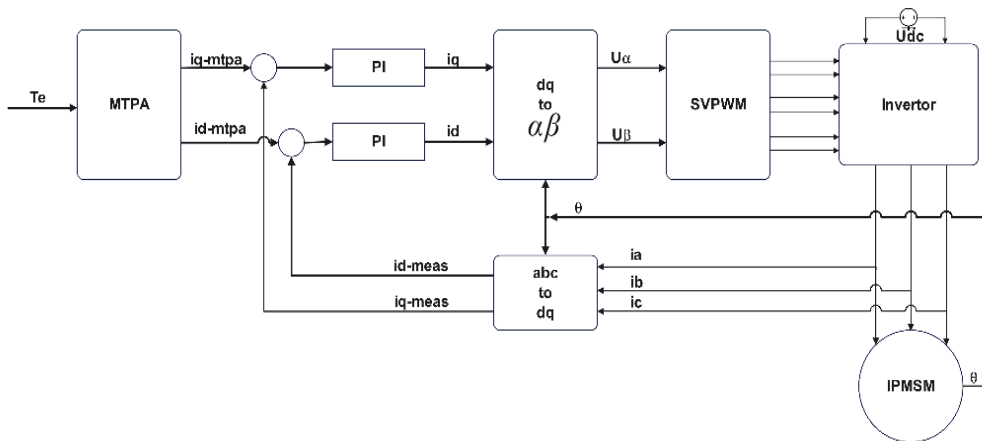 Udc
iq-mtpa
PI
iq
dq
to
αβ
Uα
SVPWM
Invertor
Te
MTPA
id-mtpa
PI
id
Uβ
θ
id-meas
abc
to
dq
ia
ib
iq-meas
ic
IPMSM
θ